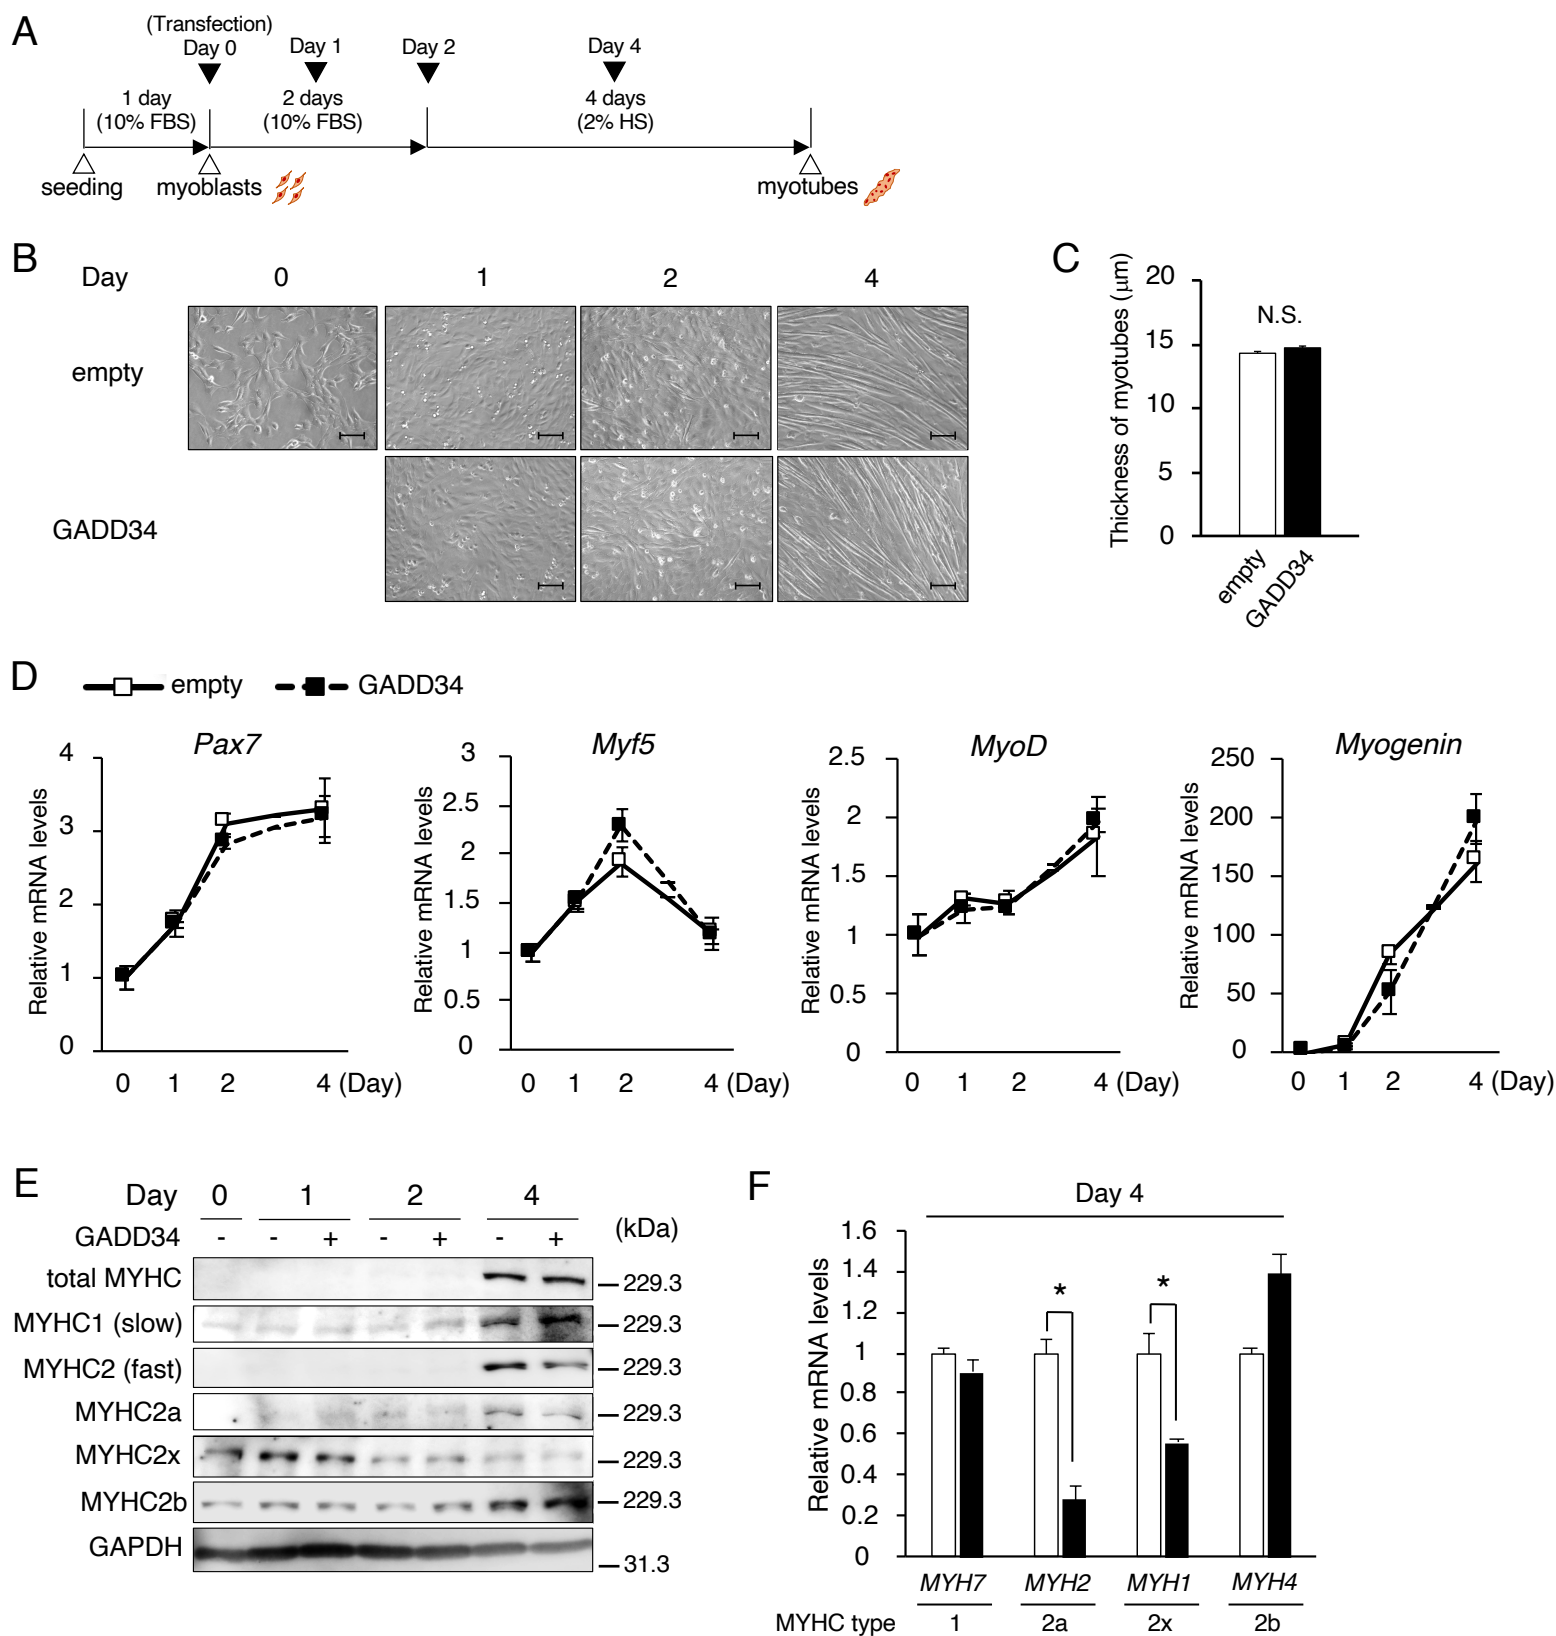 A
(Transfection)
Day 0
Day 1
Day 2
Day 4
1 day
(10% FBS)
2 days
(10% FBS)
4 days
(2% HS)
seeding
myoblasts
myotubes
B
Day 0 1 2 4
empty
GADD34
C
Thickness of myotubes (μm)
20
15
10
5
0
N.S.
empty
GADD34
D
empty
GADD34
Pax7
Relative mRNA levels
4
3
2
1
0
0 1 2 4 (Day)
Myf5
Relative mRNA levels
3
2.5
2
1.5
1
0.5
0
0 1 2 4 (Day)
MyoD
Relative mRNA levels
2.5
2
1.5
1
0.5
0
0 1 2 4 (Day)
Myogenin
Relative mRNA levels
250
200
150
100
50
0
0 1 2 4 (Day)
E
Day 0 1 2 4
(kDa)
GADD34 - - + - + - +
total MYHC 229.3
MYHC1 (slow) 229.3
MYHC2 (fast) 229.3
MYHC2a 229.3
MYHC2x 229.3
MYHC2b 229.3
GAPDH 31.3
F
Day 4
Relative mRNA levels
1.6
1.4
1.2
1
0.8
0.6
0.4
0.2
0
*
*
MYH7 MYH2 MYH1 MYH4
MYHC type 1 2a 2x 2b